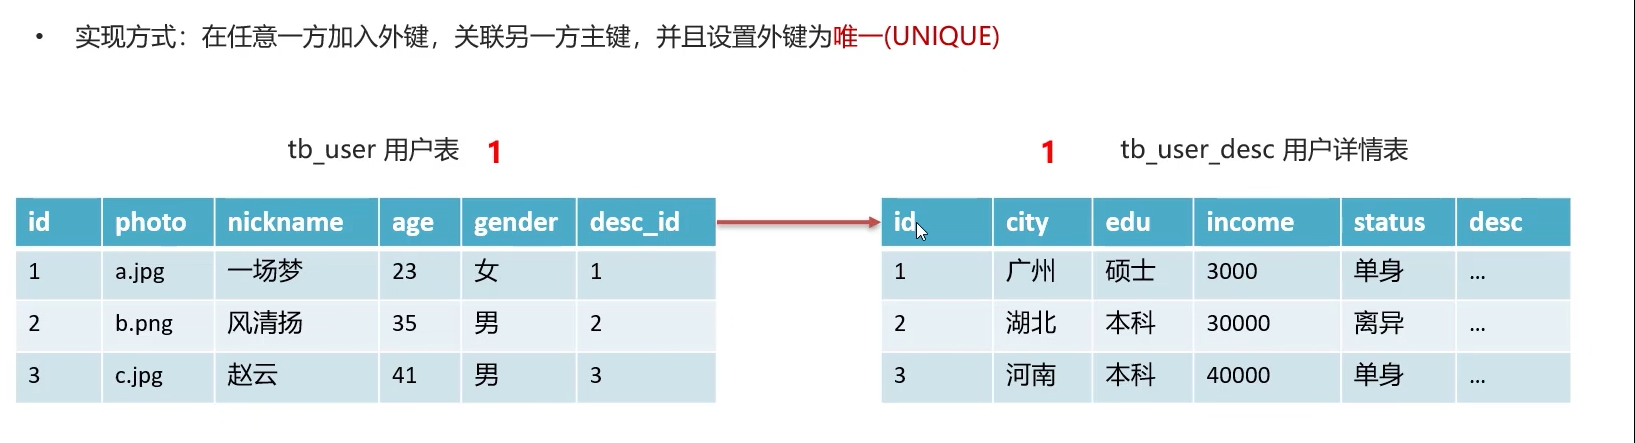 • 实现方式：在任意一方加入外键，关联另一方主键，并且设置外键为唯一(UNIQUE)
tb_user 用户表 1
1 tb_user_desc 用户详情表
id photo nickname age gender desc_id
1 a.jpg 一场梦 23 女 1
2 b.png 风清扬 35 男 2
3 c.jpg 赵云 41 男 3
id city edu income status desc
1 广州 硕士 3000 单身 ...
2 湖北 本科 30000 离异 ...
3 河南 本科 40000 单身 ...